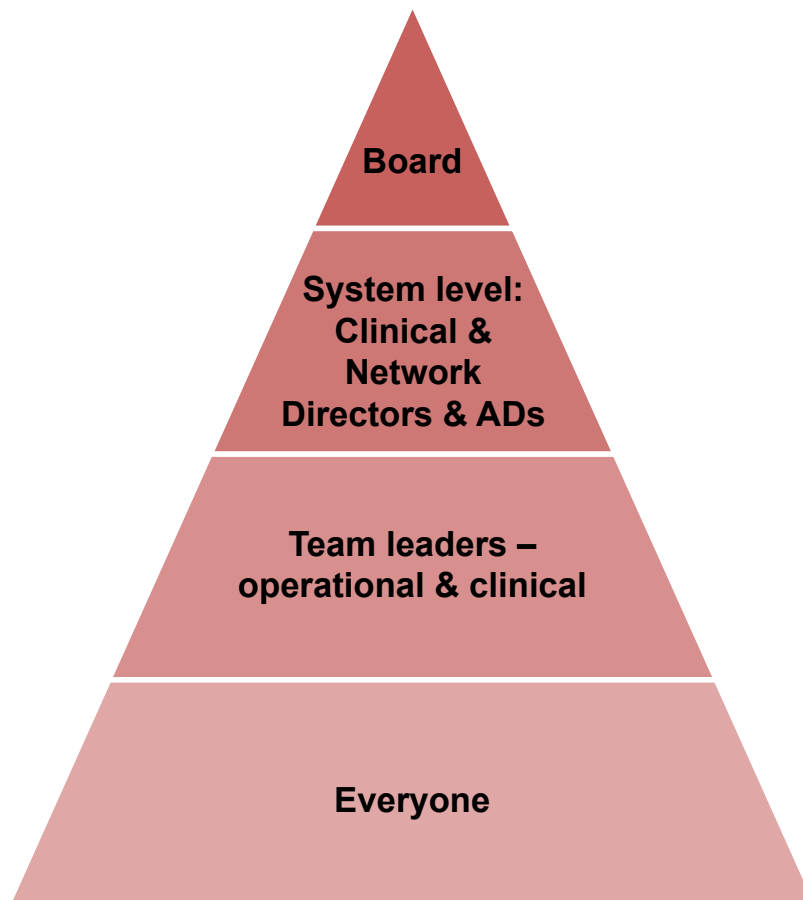 Board
System level:
Clinical &
Network
Directors & ADs
Team leaders –
operational & clinical
Everyone